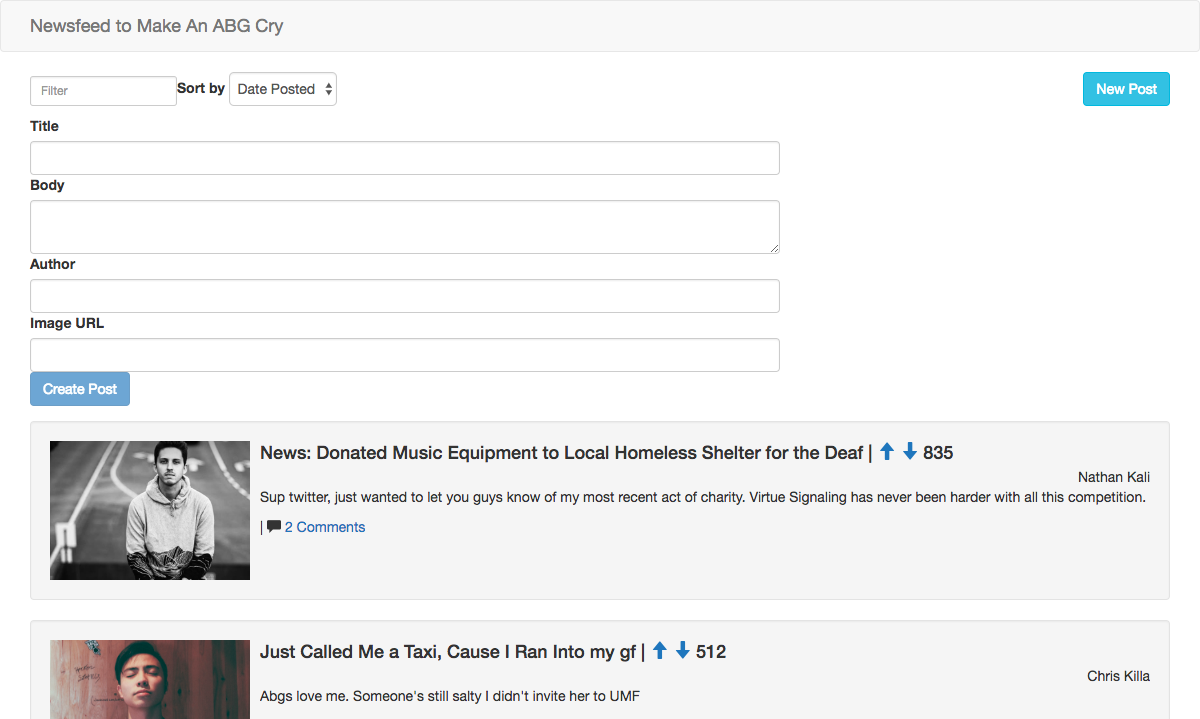 Newsfeed to Make An ABG Cry
Filter Sort by Date Posted New Post
Title
Body
Author
Image URL
Create Post
News: Donated Music Equipment to Local Homeless Shelter for the Deaf | 835
Nathan Kali
Sup twitter, just wanted to let you guys know of my most recent act of charity. Virtue Signaling has never been harder with all this competition.
| 2 Comments
Just Called Me a Taxi, Cause I Ran Into my gf | 512
Chris Killa
Abgs love me. Someone's still salty I didn't invite her to UMF